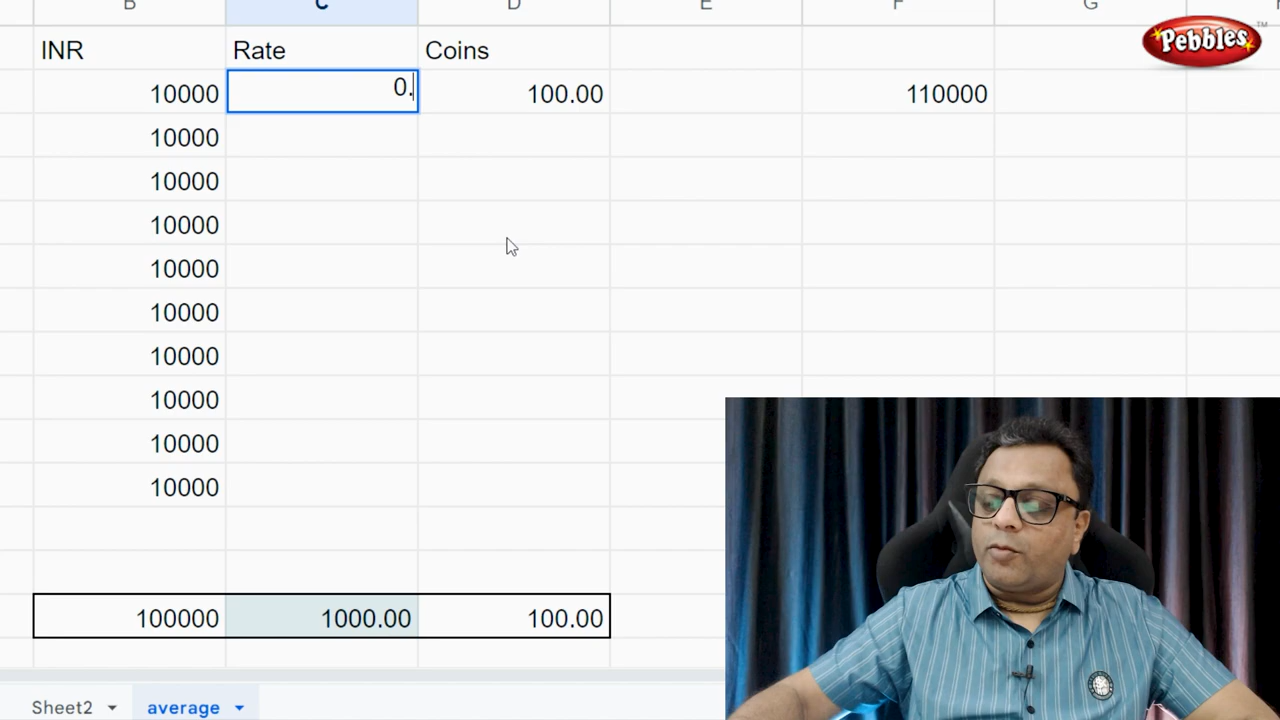 B C D E F G
INR Rate Coins
10000 0. 100.00 110000
10000
10000
10000
10000
10000
10000
10000
10000
10000
100000 1000.00 100.00
Sheet2 average
Pebbles
TM